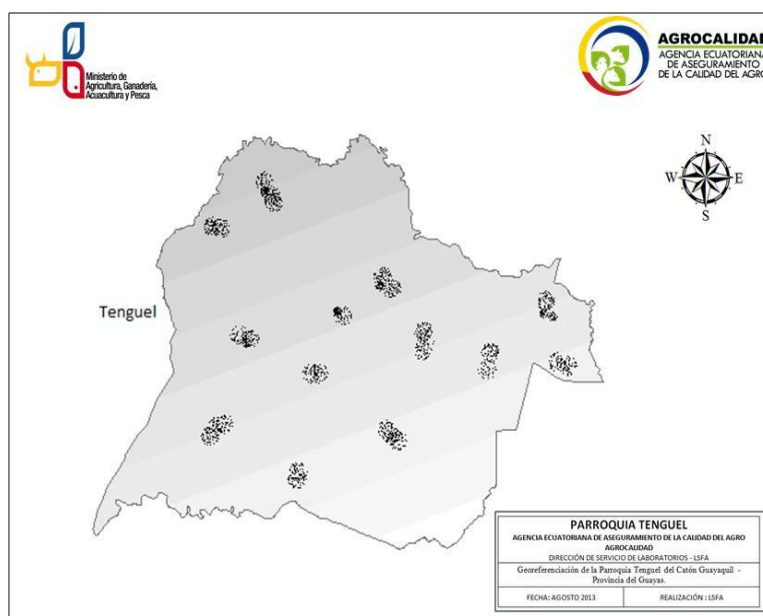 Ministerio de
Agricultura, Ganadería,
Acuacultura y Pesca
AGROCALIDAD
AGENCIA ECUATORIANA
DE ASEGURAMIENTO
DE LA CALIDAD DEL AGRO
N
W E
S
Tenguel
PARROQUIA TENGUEL
AGENCIA ECUATORIANA DE ASEGURAMIENTO DE LA CALIDAD DEL AGRO
AGROCALIDAD
DIRECCIÓN DE SERVICIO DE LABORATORIOS - LSFA
Georeferenciación de la Parroquia Tenguel del Catón Guayaquil -
Provincia del Guayas.
FECHA: AGOSTO 2013 REALIZACIÓN : LSFA